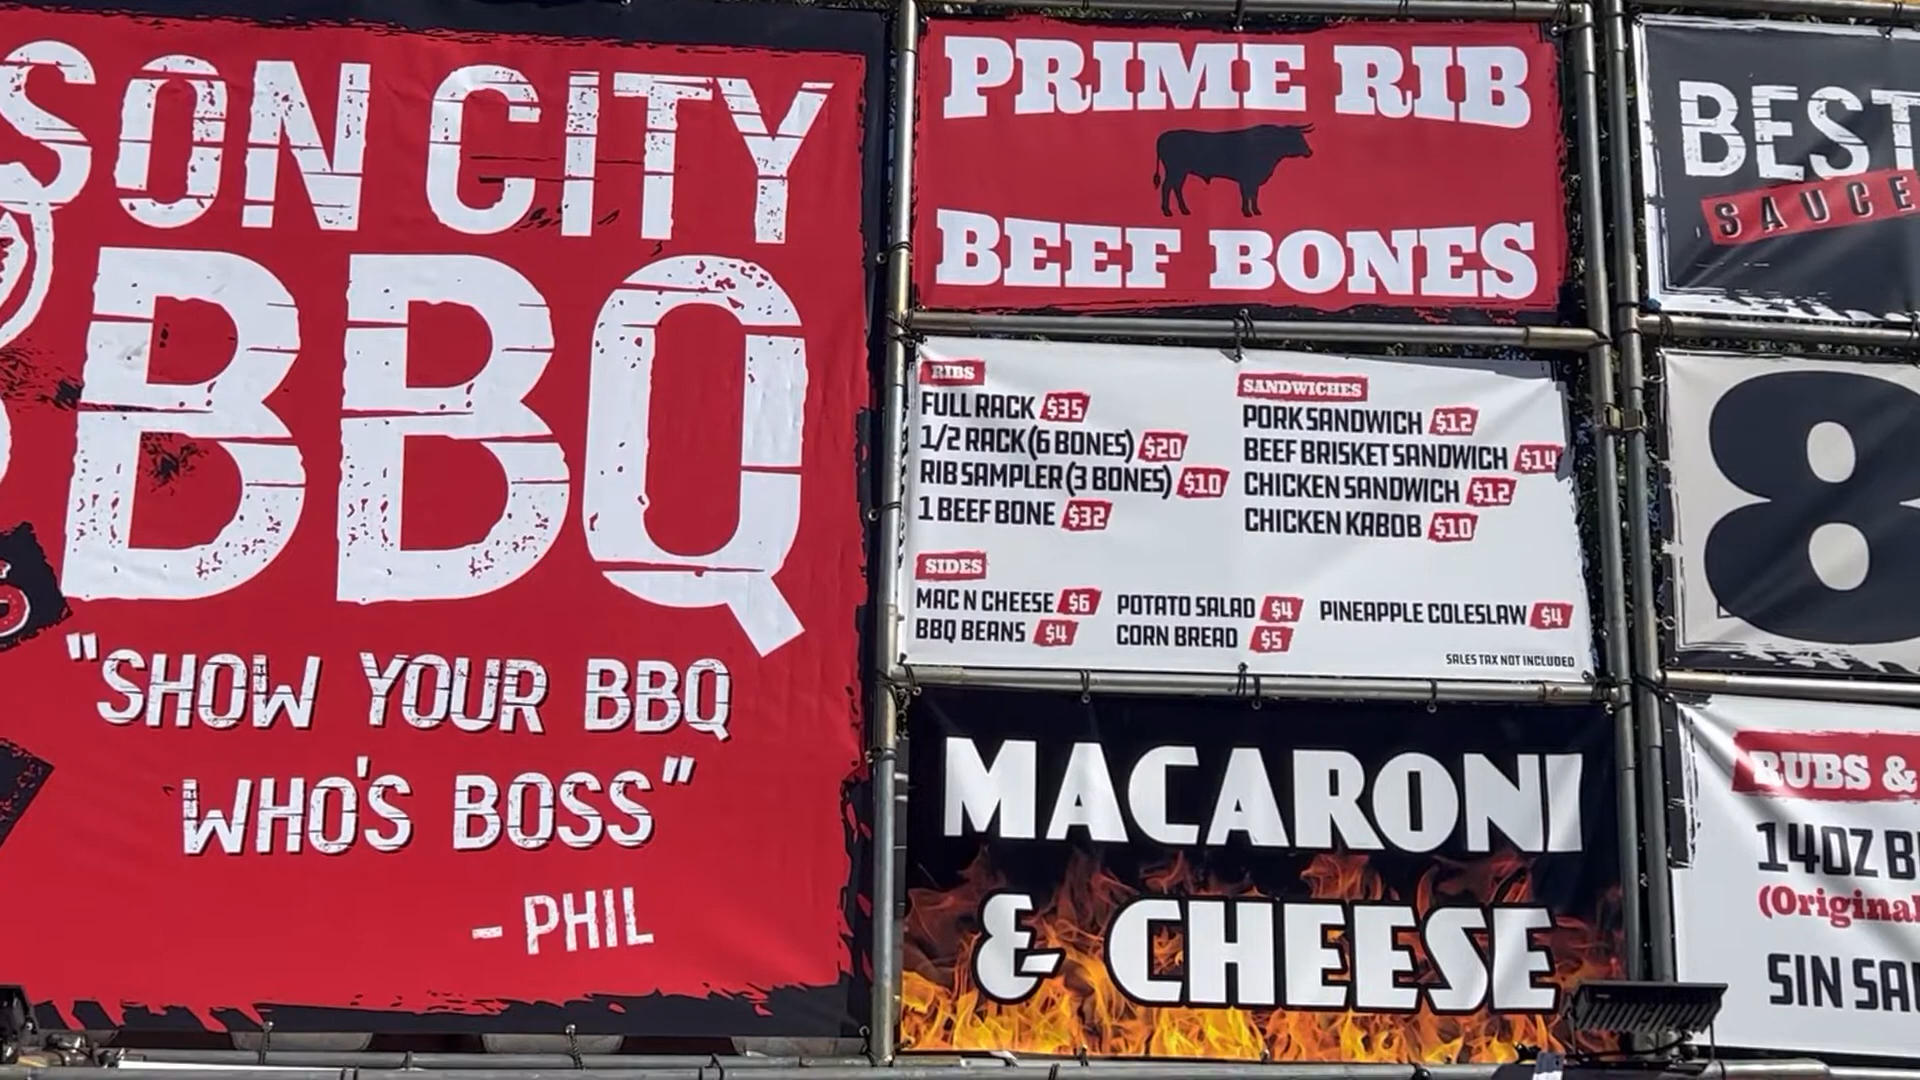 SON CITY
BBQ
"SHOW YOUR BBQ
WHO'S BOSS"
- PHIL
PRIME RIB
BEEF BONES
RIBS
FULL RACK $35
1/2 RACK (6 BONES) $20
RIB SAMPLER (3 BONES) $10
1 BEEF BONE $32
SANDWICHES
PORK SANDWICH $12
BEEF BRISKET SANDWICH $14
CHICKEN SANDWICH $12
CHICKEN KABOB $10
SIDES
MAC N CHEESE $6 POTATO SALAD $4 PINEAPPLE COLESLAW $4
BBQ BEANS $4 CORN BREAD $5
SALES TAX NOT INCLUDED
MACARONI
& CHEESE
BEST
SAUCE
8
RUBS &
14OZ B
(Original
SIN SA